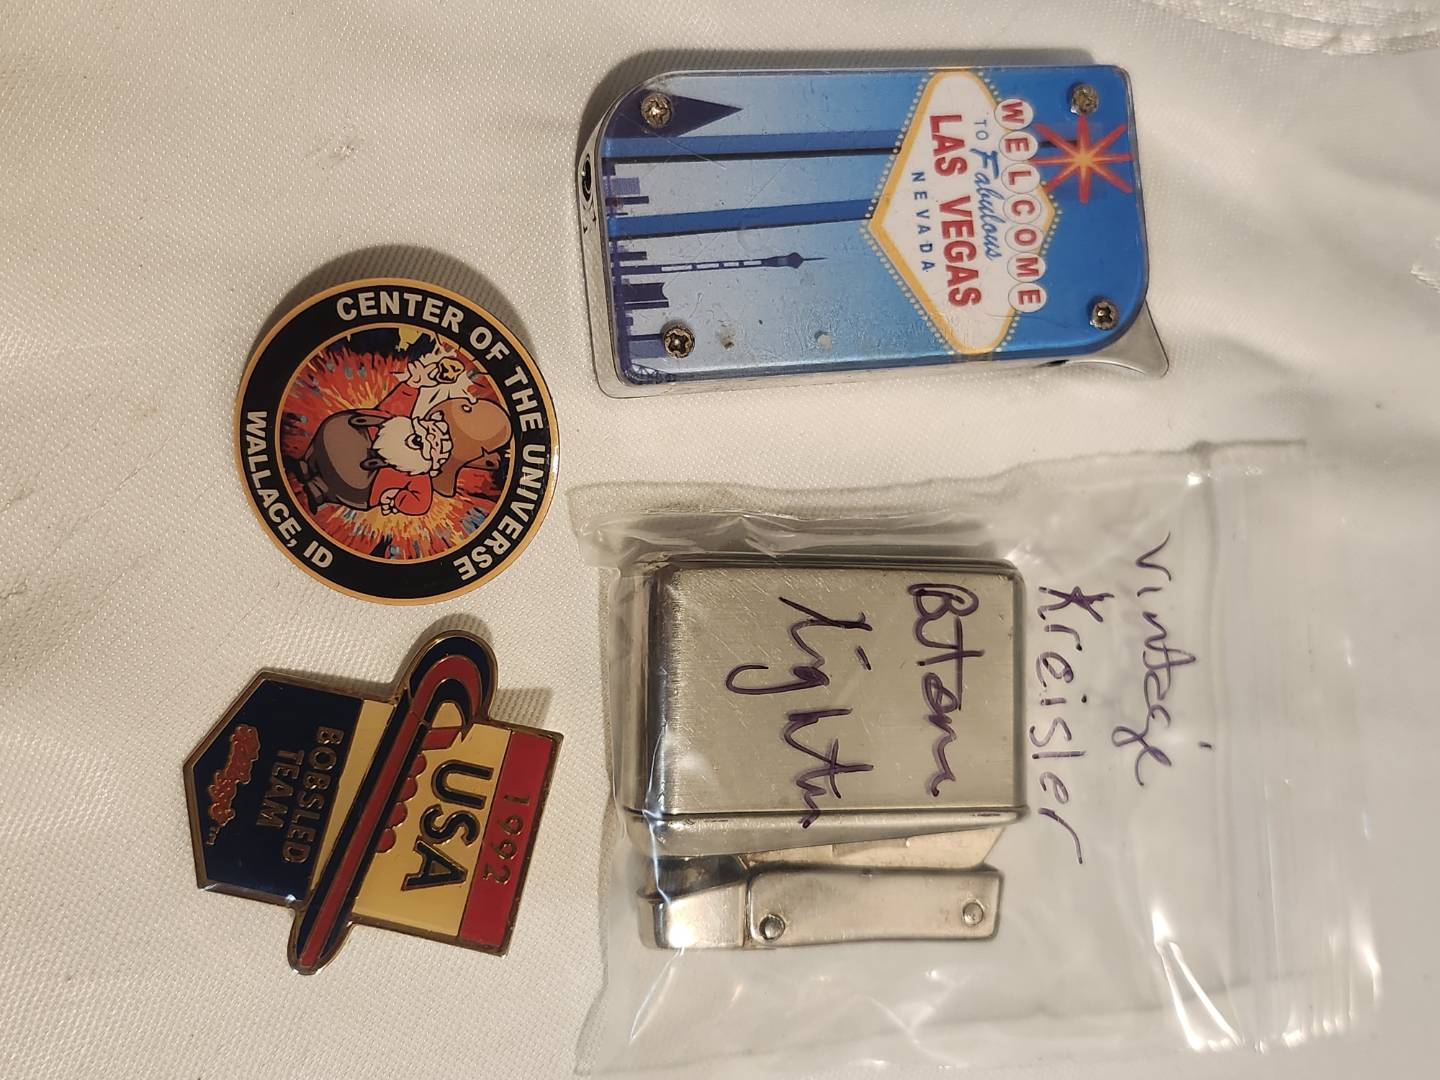 WELCOME
TO Fabulous
LAS VEGAS
NEVADA
CENTER OF THE UNIVERSE
WALLACE, ID
vintage
Kreisler
Butane
Lighter
1992
USA
BOBSLED
TEAM